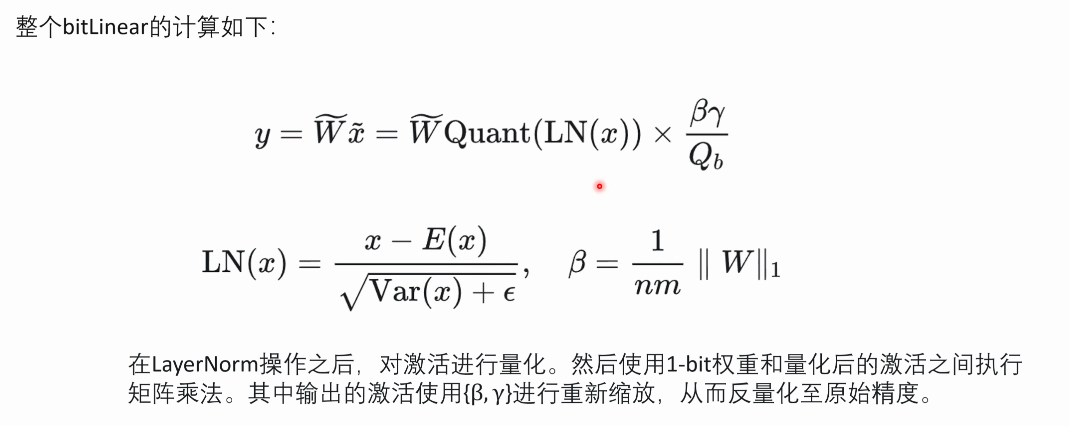 整个bitLinear的计算如下：
$y = \widetilde{W}\tilde{x} = \widetilde{W}\mathrm{Quant}(\mathrm{LN}(x)) \times \frac{\beta\gamma}{Q_b}$
$\mathrm{LN}(x) = \frac{x - E(x)}{\sqrt{\mathrm{Var}(x) + \epsilon}}, \quad \beta = \frac{1}{nm} \parallel W \parallel_1$
在LayerNorm操作之后，对激活进行量化。然后使用1-bit权重和量化后的激活之间执行
矩阵乘法。其中输出的激活使用{β, γ}进行重新缩放，从而反量化至原始精度。